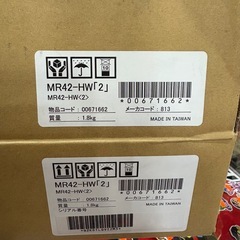 MR42-HW「2」
MR42-HW<2>
*00671662*
物品コード : 00671662
メーカコード : 813
質量 : 1.8kg
MADE IN TAIWAN
MR42-HW「2」
MR42-HW<2>
物品コード : 00671662
メーカコード : 813
質量 : 1.8kg
MADE IN TAIWAN
シリアル番号